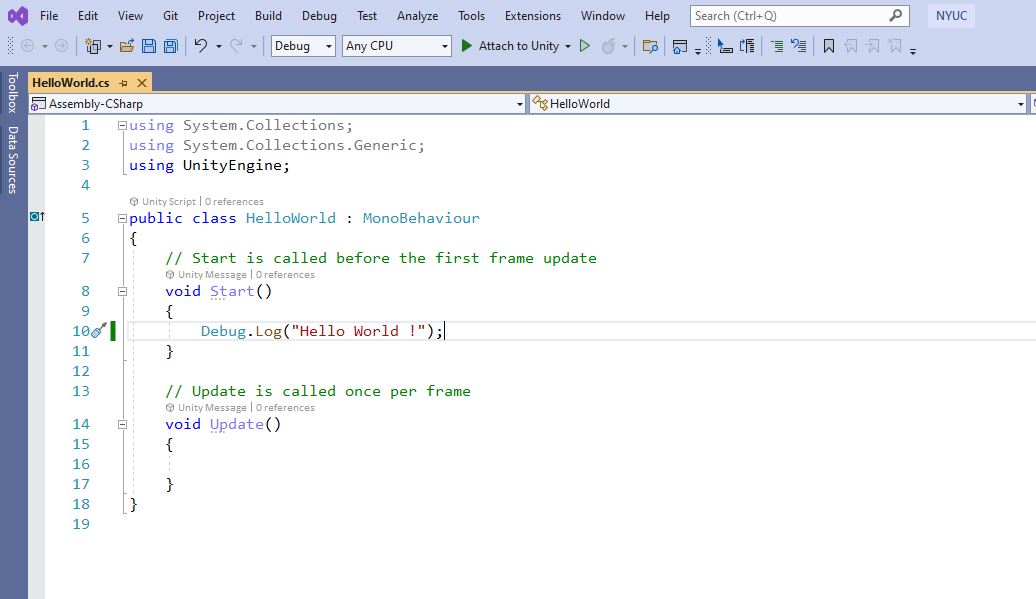 File Edit View Git Project Build Debug Test Analyze Tools Extensions Window Help Search (Ctrl+Q) NYUC
Debug Any CPU Attach to Unity
Toolbox
Data Sources
HelloWorld.cs
Assembly-CSharp HelloWorld
1 using System.Collections;
2 using System.Collections.Generic;
3 using UnityEngine;
4
Unity Script | 0 references
5 public class HelloWorld : MonoBehaviour
6 {
7 // Start is called before the first frame update
Unity Message | 0 references
8 void Start()
9 {
10 Debug.Log("Hello World !");
11 }
12
13 // Update is called once per frame
Unity Message | 0 references
14 void Update()
15 {
16
17 }
18 }
19